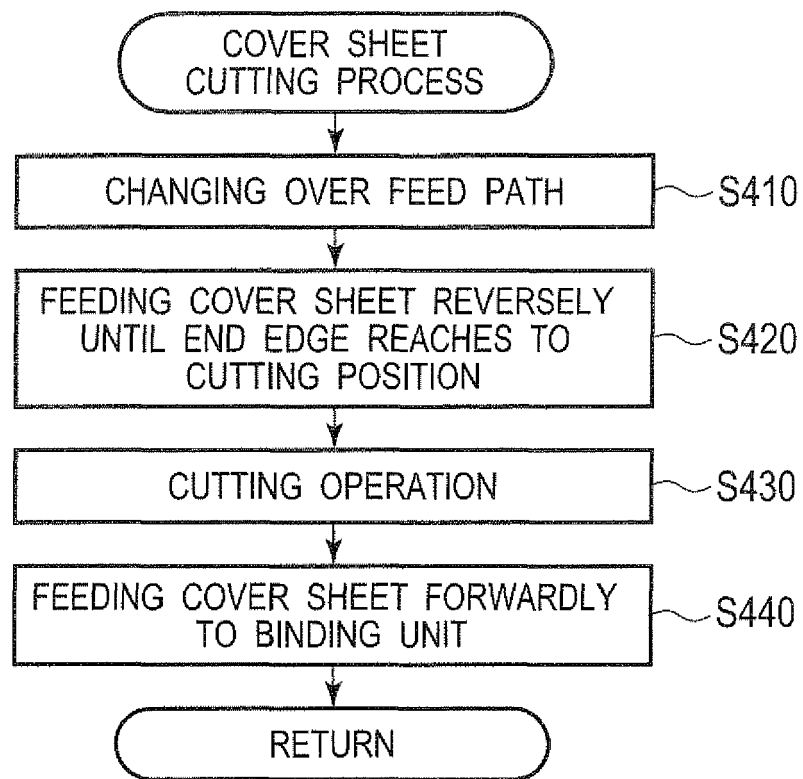 COVER SHEET
CUTTING PROCESS
CHANGING OVER FEED PATH
S410
FEEDING COVER SHEET REVERSELY
UNTIL END EDGE REACHES TO
CUTTING POSITION
S420
CUTTING OPERATION
S430
FEEDING COVER SHEET FORWARDLY
TO BINDING UNIT
S440
RETURN